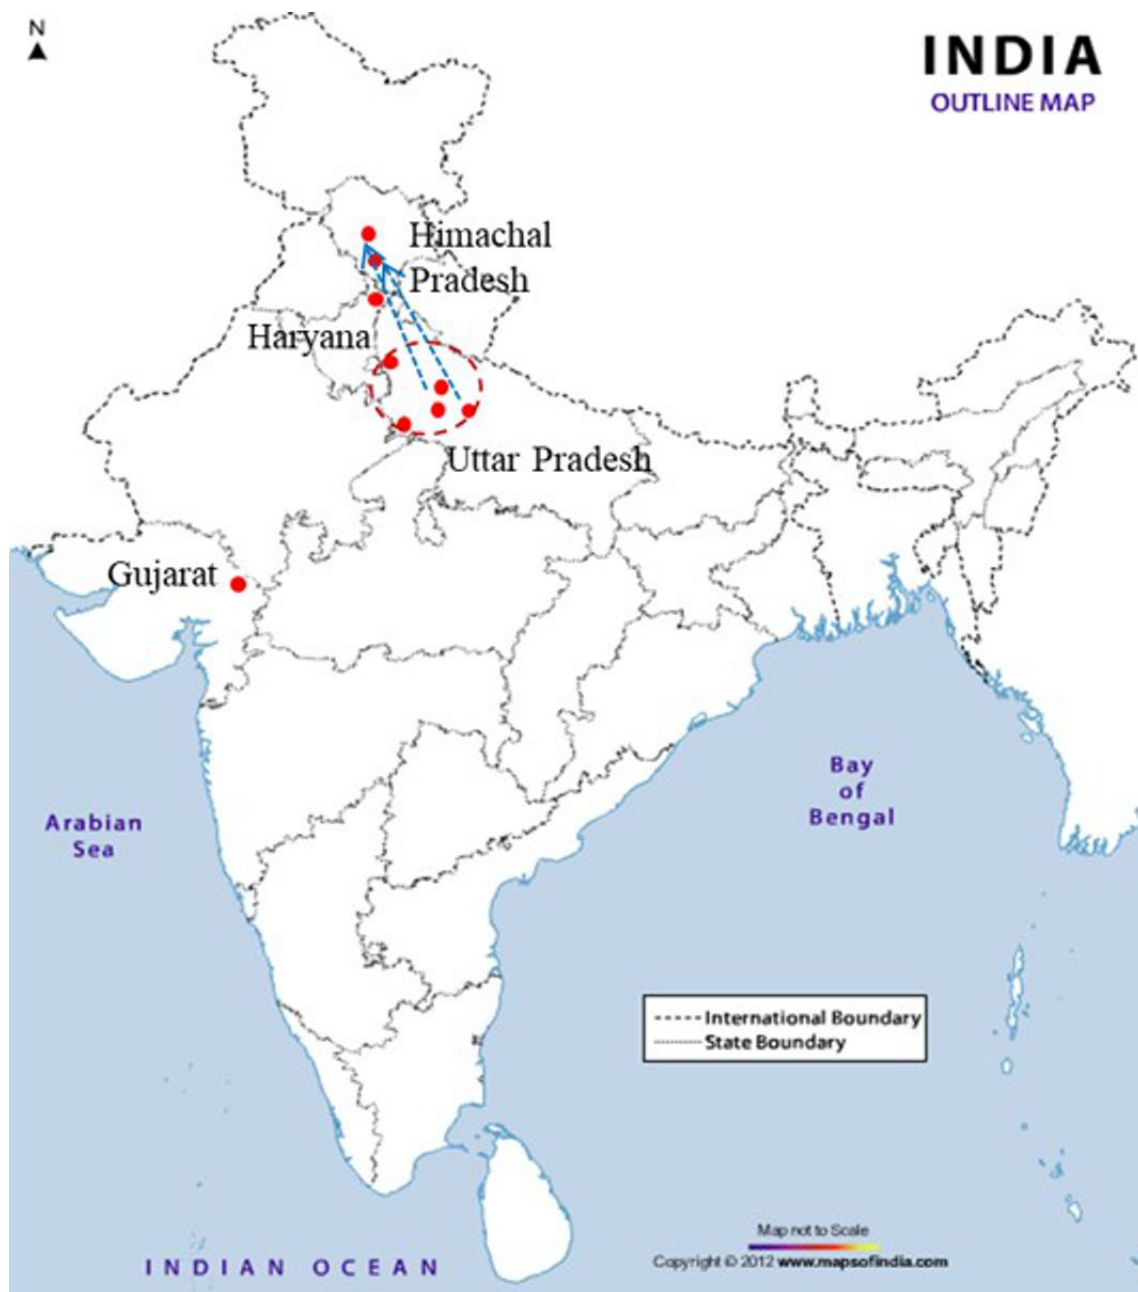 N
INDIA
OUTLINE MAP
Himachal
Pradesh
Haryana
Uttar Pradesh
Gujarat
Bay
of
Bengal
Arabian
Sea
International Boundary
State Boundary
Map not to Scale
Copyright © 2012 www.mapsofindia.com
INDIAN OCEAN